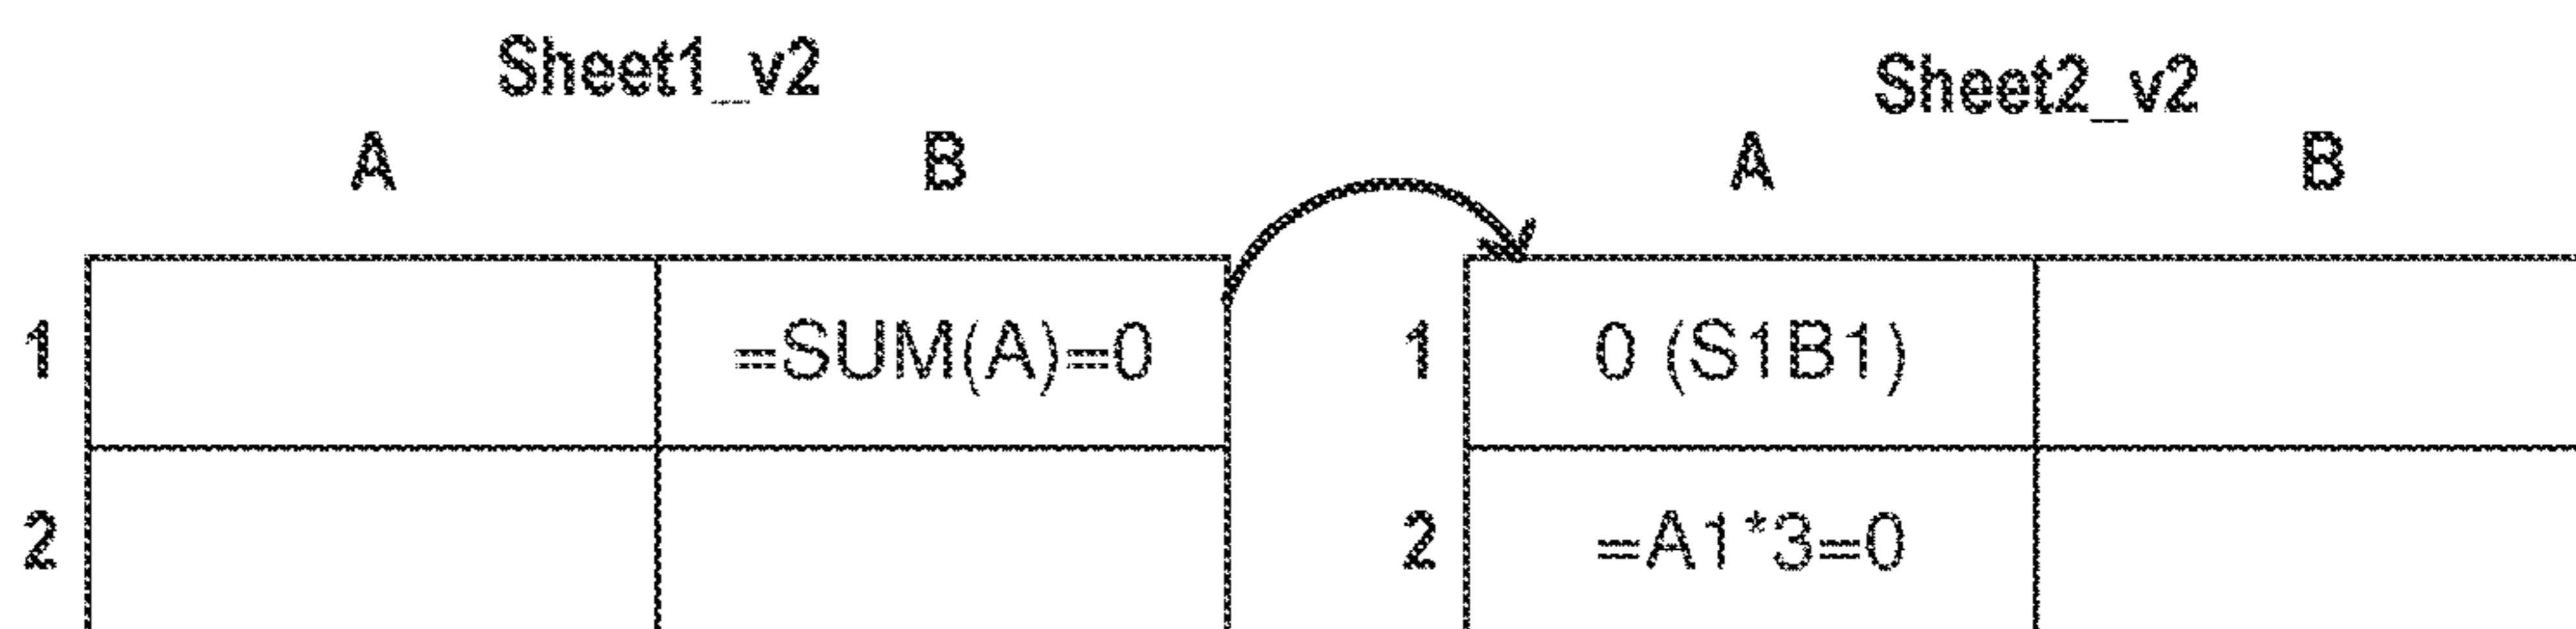 Sheet1_v2 Sheet2_v2
A B A B
1 =SUM(A)=0 1 0 (S1B1)
2 2 =A1*3=0